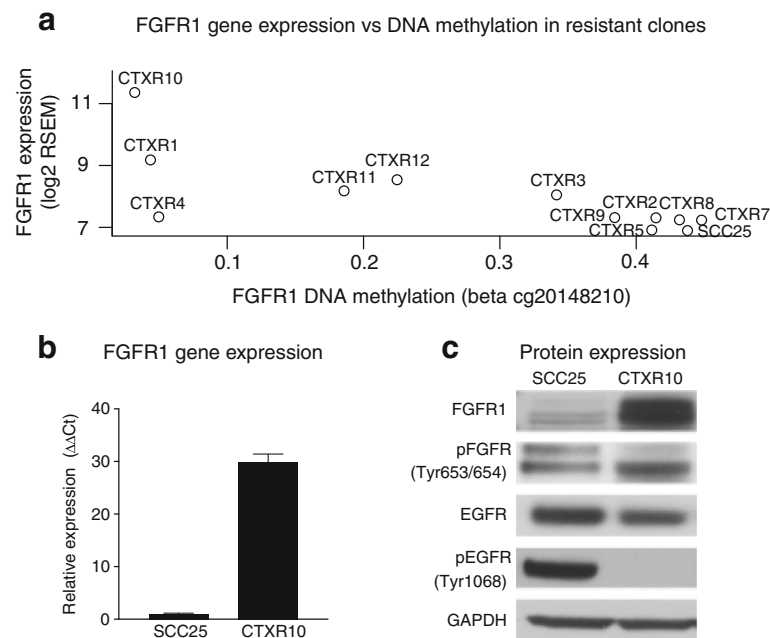 a
FGFR1 gene expression vs DNA methylation in resistant clones
FGFR1 expression
(log2 RSEM)
11
9
7
CTXR10
CTXR1
CTXR4
CTXR11
CTXR12
CTXR3
CTXR9
CTXR2
CTXR8
CTXR7
CTXR5
SCC25
0.1
0.2
0.3
0.4
FGFR1 DNA methylation (beta cg20148210)
b
FGFR1 gene expression
Relative expression (ΔΔCt)
40
30
20
10
0
SCC25
CTXR10
c
Protein expression
SCC25
CTXR10
FGFR1
pFGFR
(Tyr653/654)
EGFR
pEGFR
(Tyr1068)
GAPDH